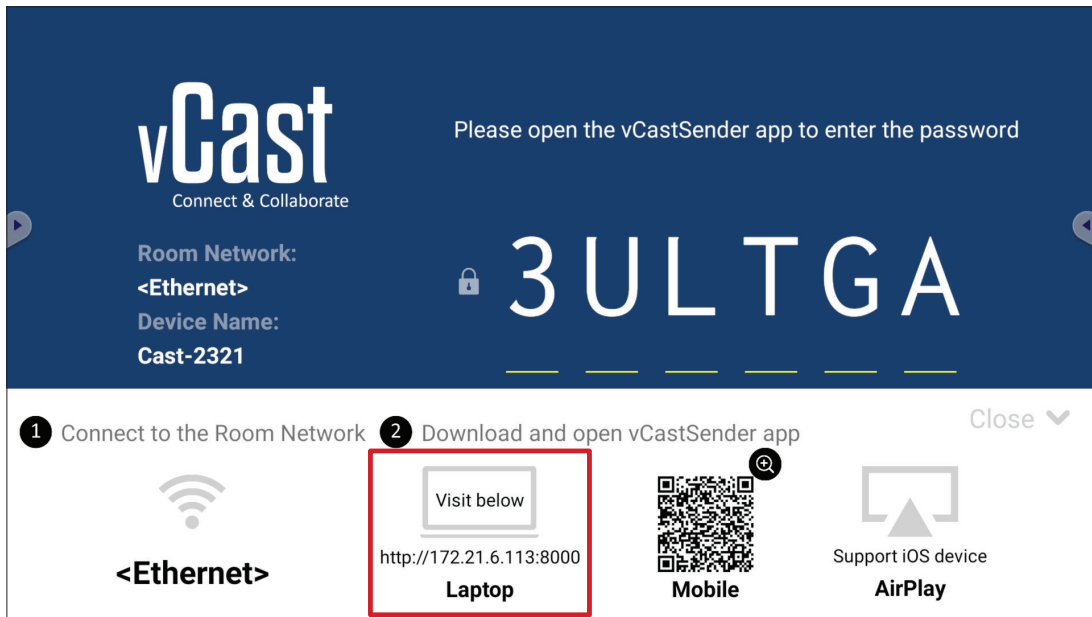 vCast
Connect & Collaborate
Please open the vCastSender app to enter the password
Room Network:
<Ethernet>
Device Name:
Cast-2321
3ULTGA
1 Connect to the Room Network
2 Download and open vCastSender app
Close
<Ethernet>
Visit below
http://172.21.6.113:8000
Laptop
Mobile
Support iOS device
AirPlay